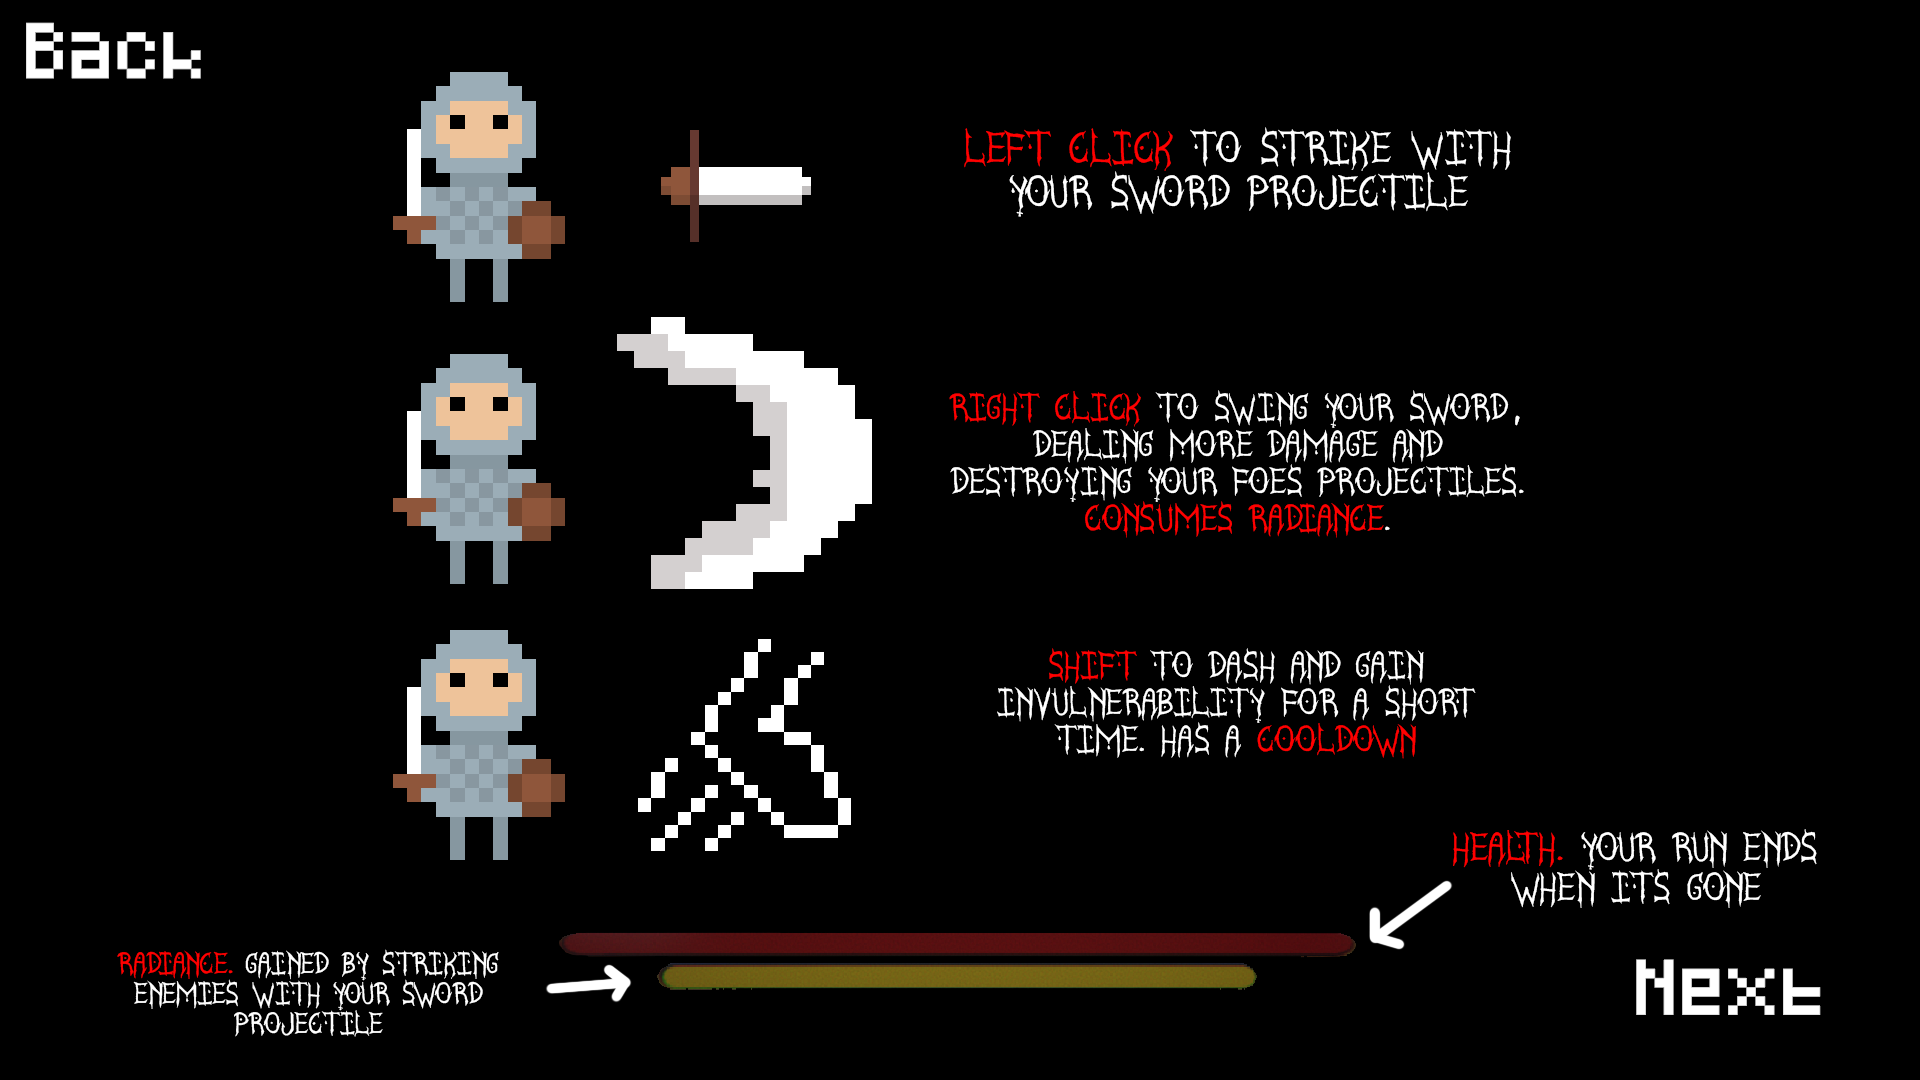 Back
LEFT CLICK TO STRIKE WITH
YOUR SWORD PROJECTILE
RIGHT CLICK TO SWING YOUR SWORD,
DEALING MORE DAMAGE AND
DESTROYING YOUR FOES PROJECTILES.
CONSUMES RADIANCE.
SHIFT TO DASH AND GAIN
INVULNERABILITY FOR A SHORT
TIME. HAS A COOLDOWN
HEALTH. YOUR RUN ENDS
WHEN ITS GONE
RADIANCE. GAINED BY STRIKING
ENEMIES WITH YOUR SWORD
PROJECTILE
Next